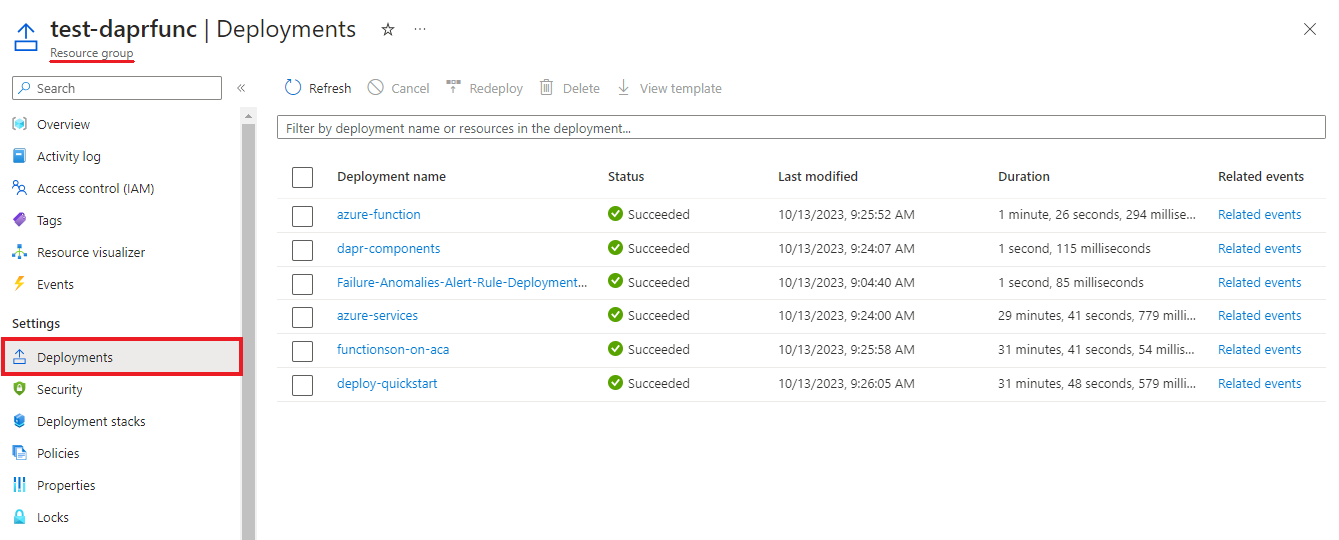 test-daprfunc | Deployments
Resource group
Search
Overview
Activity log
Access control (IAM)
Tags
Resource visualizer
Events
Settings
Deployments
Security
Deployment stacks
Policies
Properties
Locks
Refresh Cancel Redeploy Delete View template
Filter by deployment name or resources in the deployment...
Deployment name Status Last modified Duration Related events
azure-function Succeeded 10/13/2023, 9:25:52 AM 1 minute, 26 seconds, 294 millise... Related events
dapr-components Succeeded 10/13/2023, 9:24:07 AM 1 second, 115 milliseconds Related events
Failure-Anomalies-Alert-Rule-Deployment... Succeeded 10/13/2023, 9:04:40 AM 1 second, 85 milliseconds Related events
azure-services Succeeded 10/13/2023, 9:24:00 AM 29 minutes, 41 seconds, 779 milli... Related events
functionson-on-aca Succeeded 10/13/2023, 9:25:58 AM 31 minutes, 41 seconds, 54 millis... Related events
deploy-quickstart Succeeded 10/13/2023, 9:26:05 AM 31 minutes, 48 seconds, 579 milli... Related events